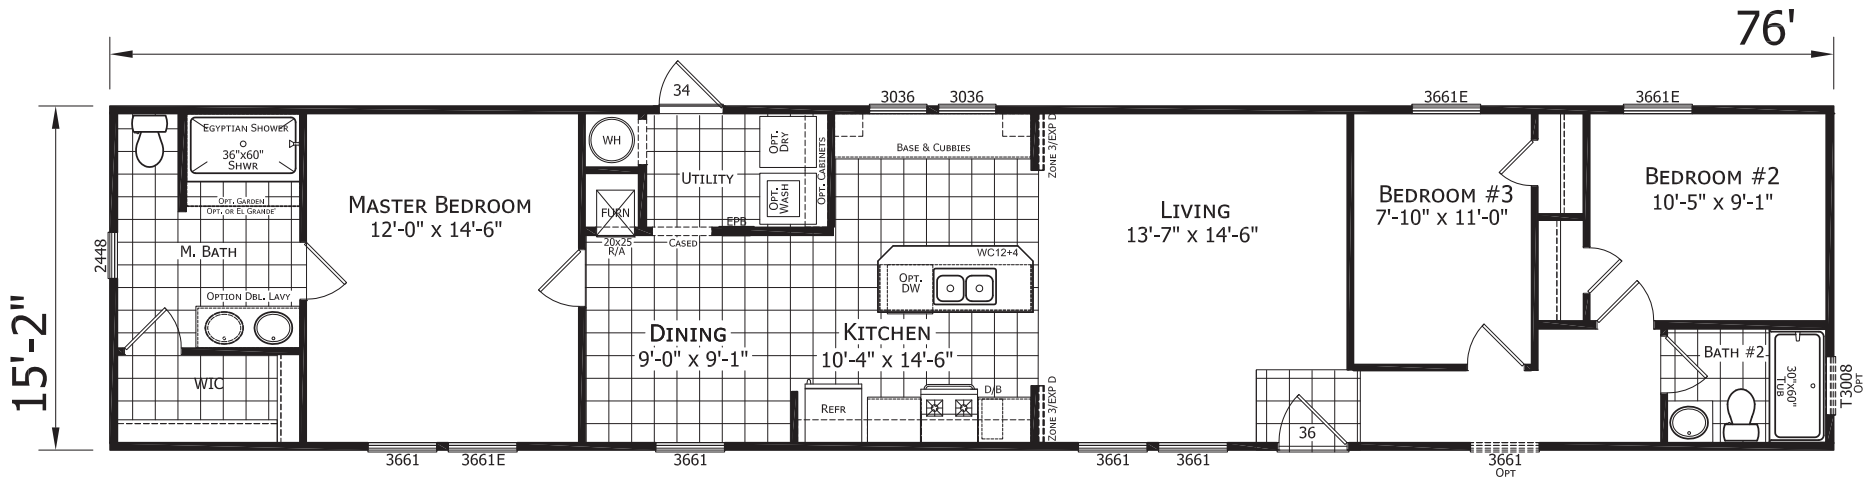 76'
15'-2"
34
3036
3036
3661E
3661E
EGYPTIAN SHOWER
36"x60"
SHWR
OPT. GARDEN
OPT. OR EL GRANDE'
M. BATH
2448
OPTION DBL. LAVY
WIC
MASTER BEDROOM
12'-0" x 14'-6"
WH
FURN
20x25
R/A
UTILITY
OPT.
DRY
OPT.
WASH
OPT. CABINETS
EPB
CASED
BASE & CUBBIES
ZONE 3/EXP D
WC12+4
OPT.
DW
DINING
9'-0" x 9'-1"
KITCHEN
10'-4" x 14'-6"
REFR
D/B
ZONE 3/EXP D
LIVING
13'-7" x 14'-6"
36
BEDROOM #3
7'-10" x 11'-0"
BEDROOM #2
10'-5" x 9'-1"
BATH #2
30"x60"
TUB
T3008
OPT
3661
3661E
3661
3661
3661
3661
OPT